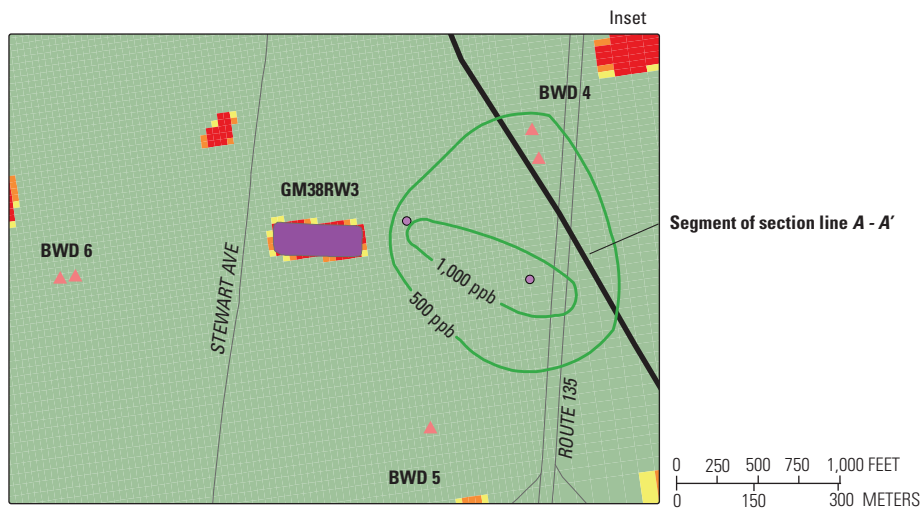 Inset
BWD 4
GM38RW3
Segment of section line A - A′
BWD 6
STEWART AVE
1,000 ppb
500 ppb
ROUTE 135
BWD 5
0 250 500 750 1,000 FEET
0 150 300 METERS